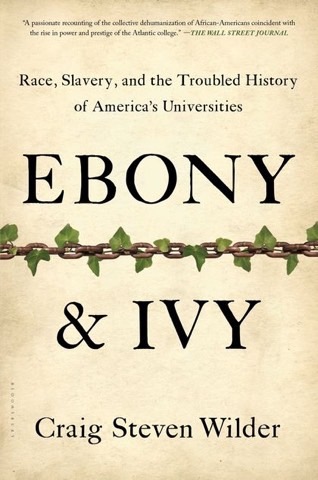 "A passionate recounting of the collective dehumanization of African-Americans coincident with
the rise in power and prestige of the Atlantic college." —THE WALL STREET JOURNAL
Race, Slavery, and the Troubled History
of America's Universities
EBONY
& IVY
BLOOMSBURY
Craig Steven Wilder